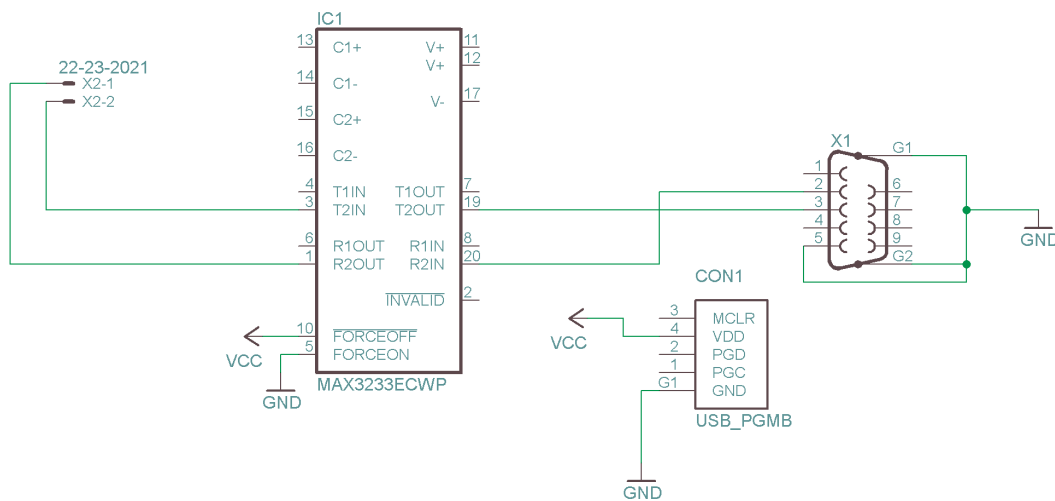 IC1
13 C1+ V+ 11
V+ 12
14 C1- V- 17
15 C2+
16 C2-
4 T1IN T1OUT 7
3 T2IN T2OUT 19
6 R1OUT R1IN 8
1 R2OUT R2IN 20
INVALID 2
10 FORCEOFF
5 FORCEON
MAX3233ECWP
22-23-2021
X2-1
X2-2
VCC
GND
X1
G1
1
2 6
3 7
4 8
5 9
G2
GND
CON1
3 MCLR
4 VDD
2 PGD
1 PGC
G1 GND
USB_PGMB
VCC
GND